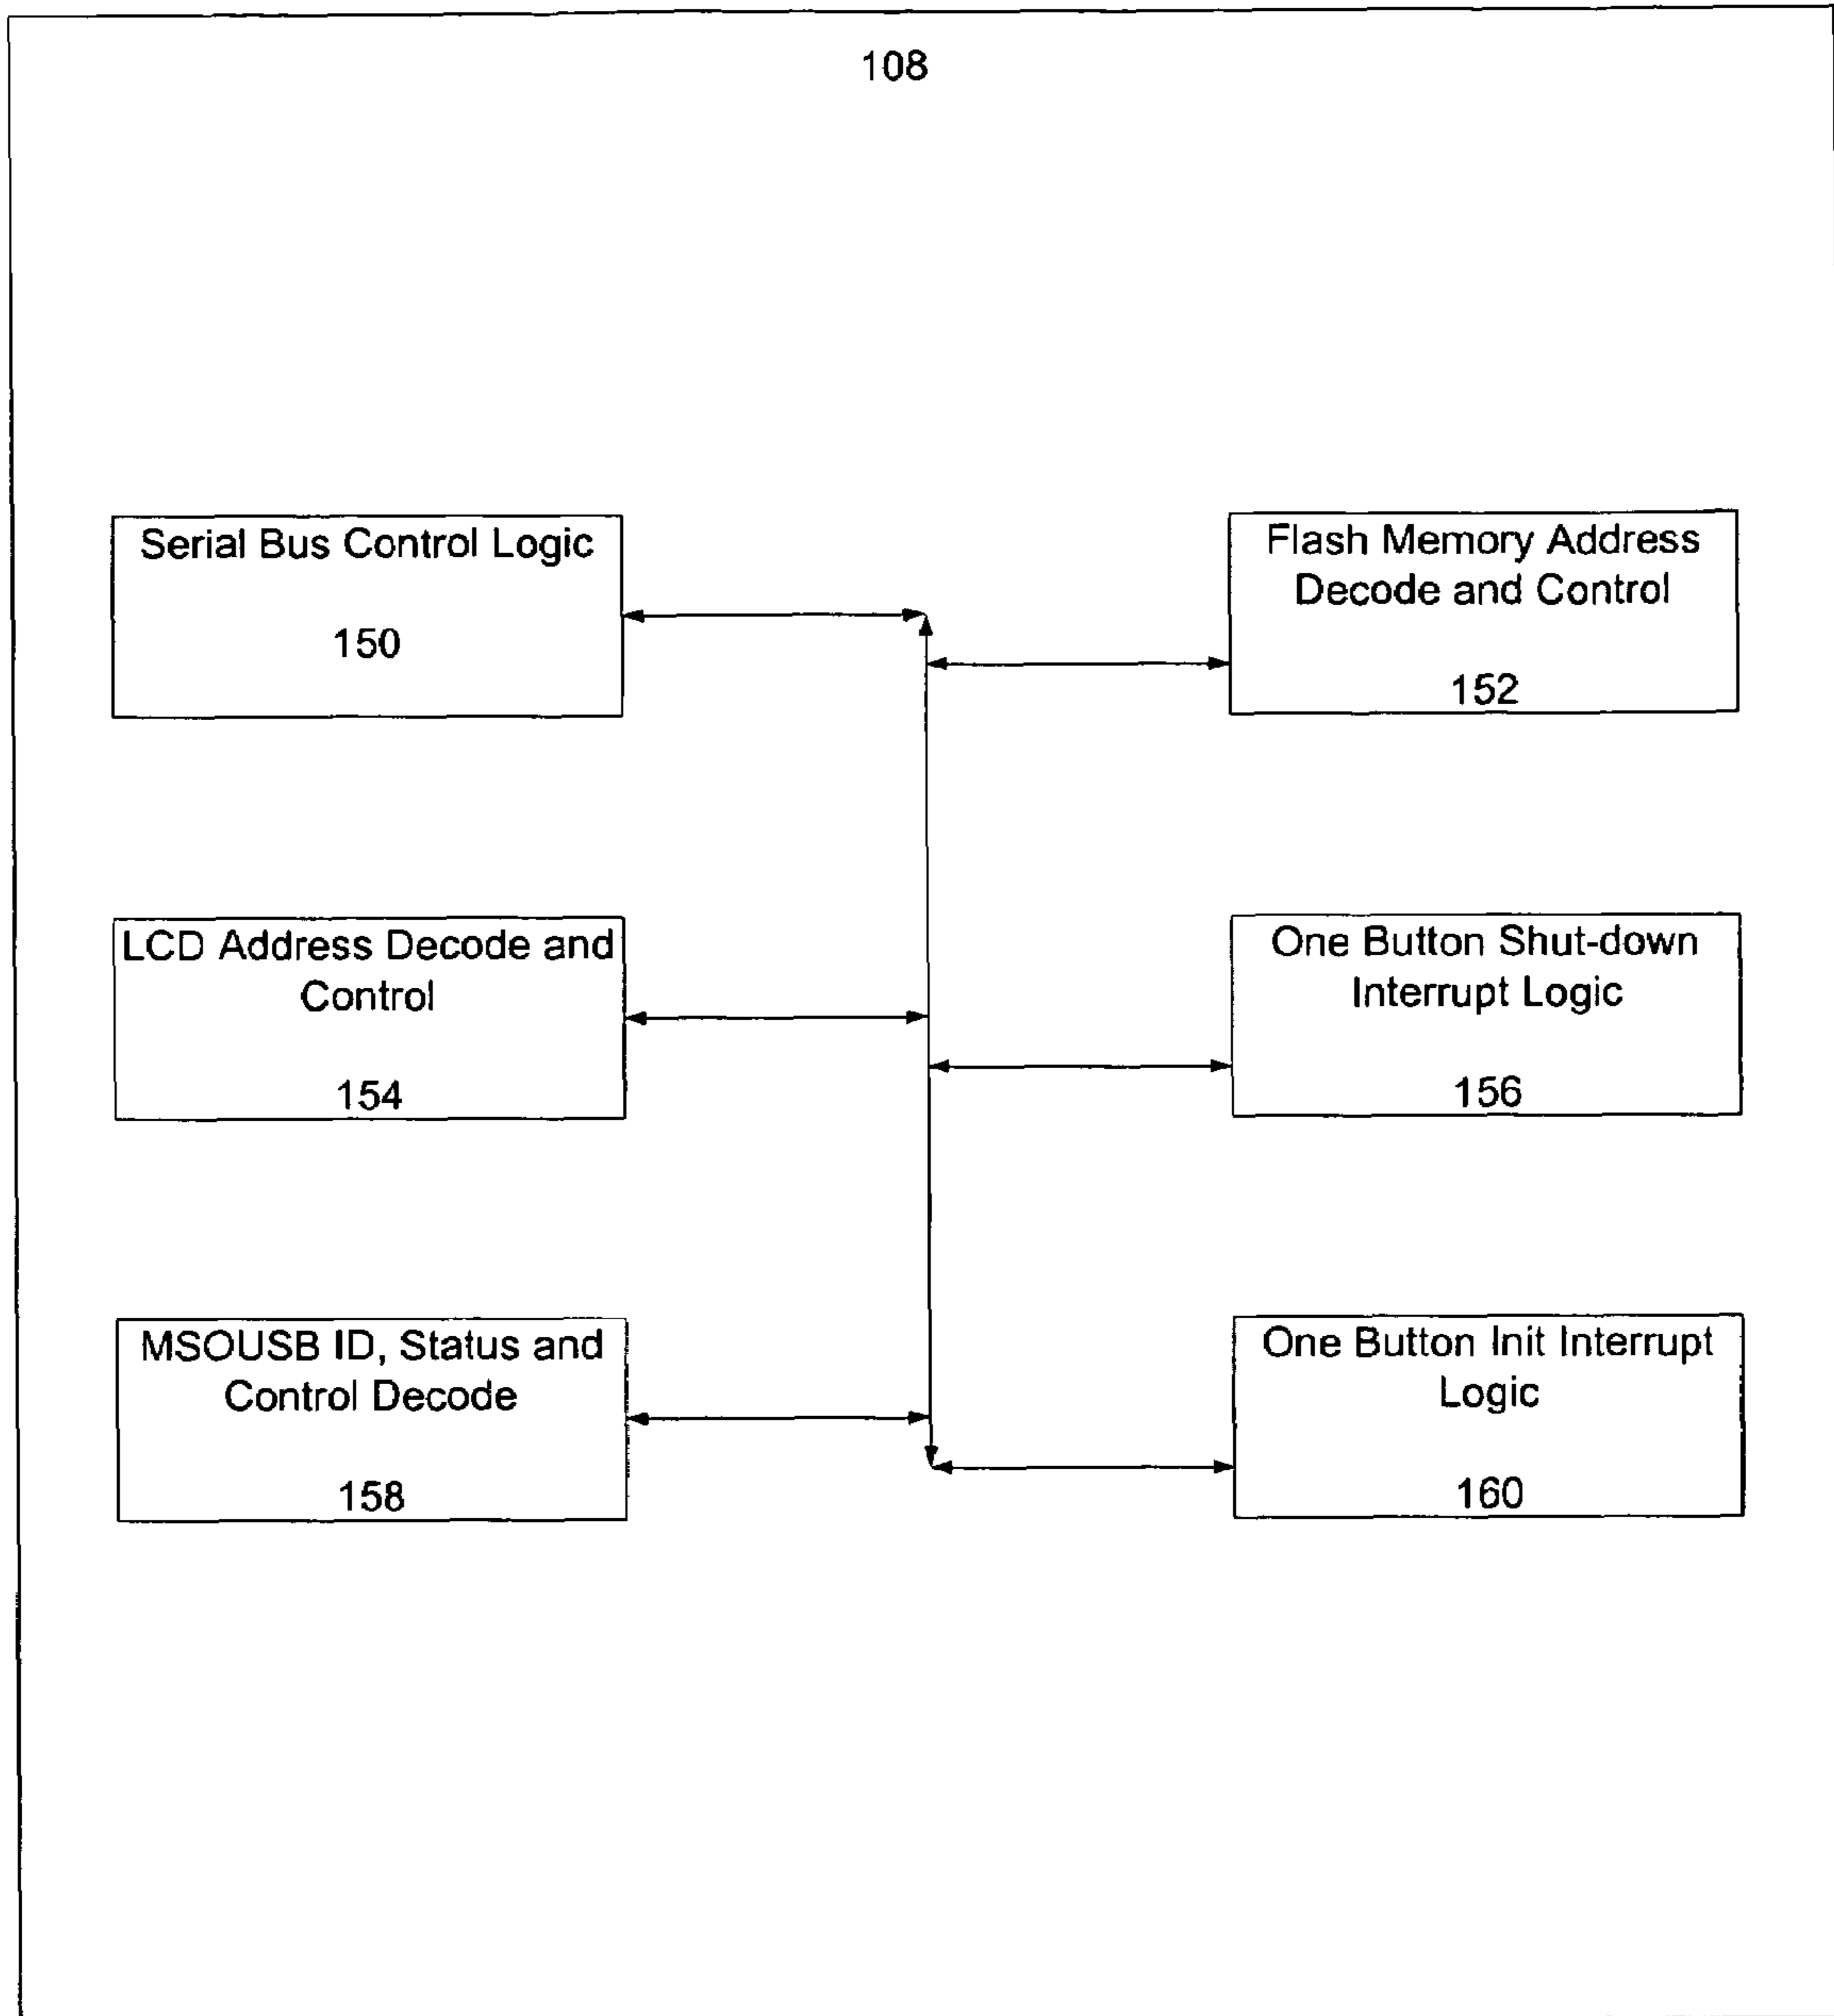 108
Serial Bus Control Logic
150
Flash Memory Address
Decode and Control
152
LCD Address Decode and
Control
154
One Button Shut-down
Interrupt Logic
156
MSOUSB ID, Status and
Control Decode
158
One Button Init Interrupt
Logic
160